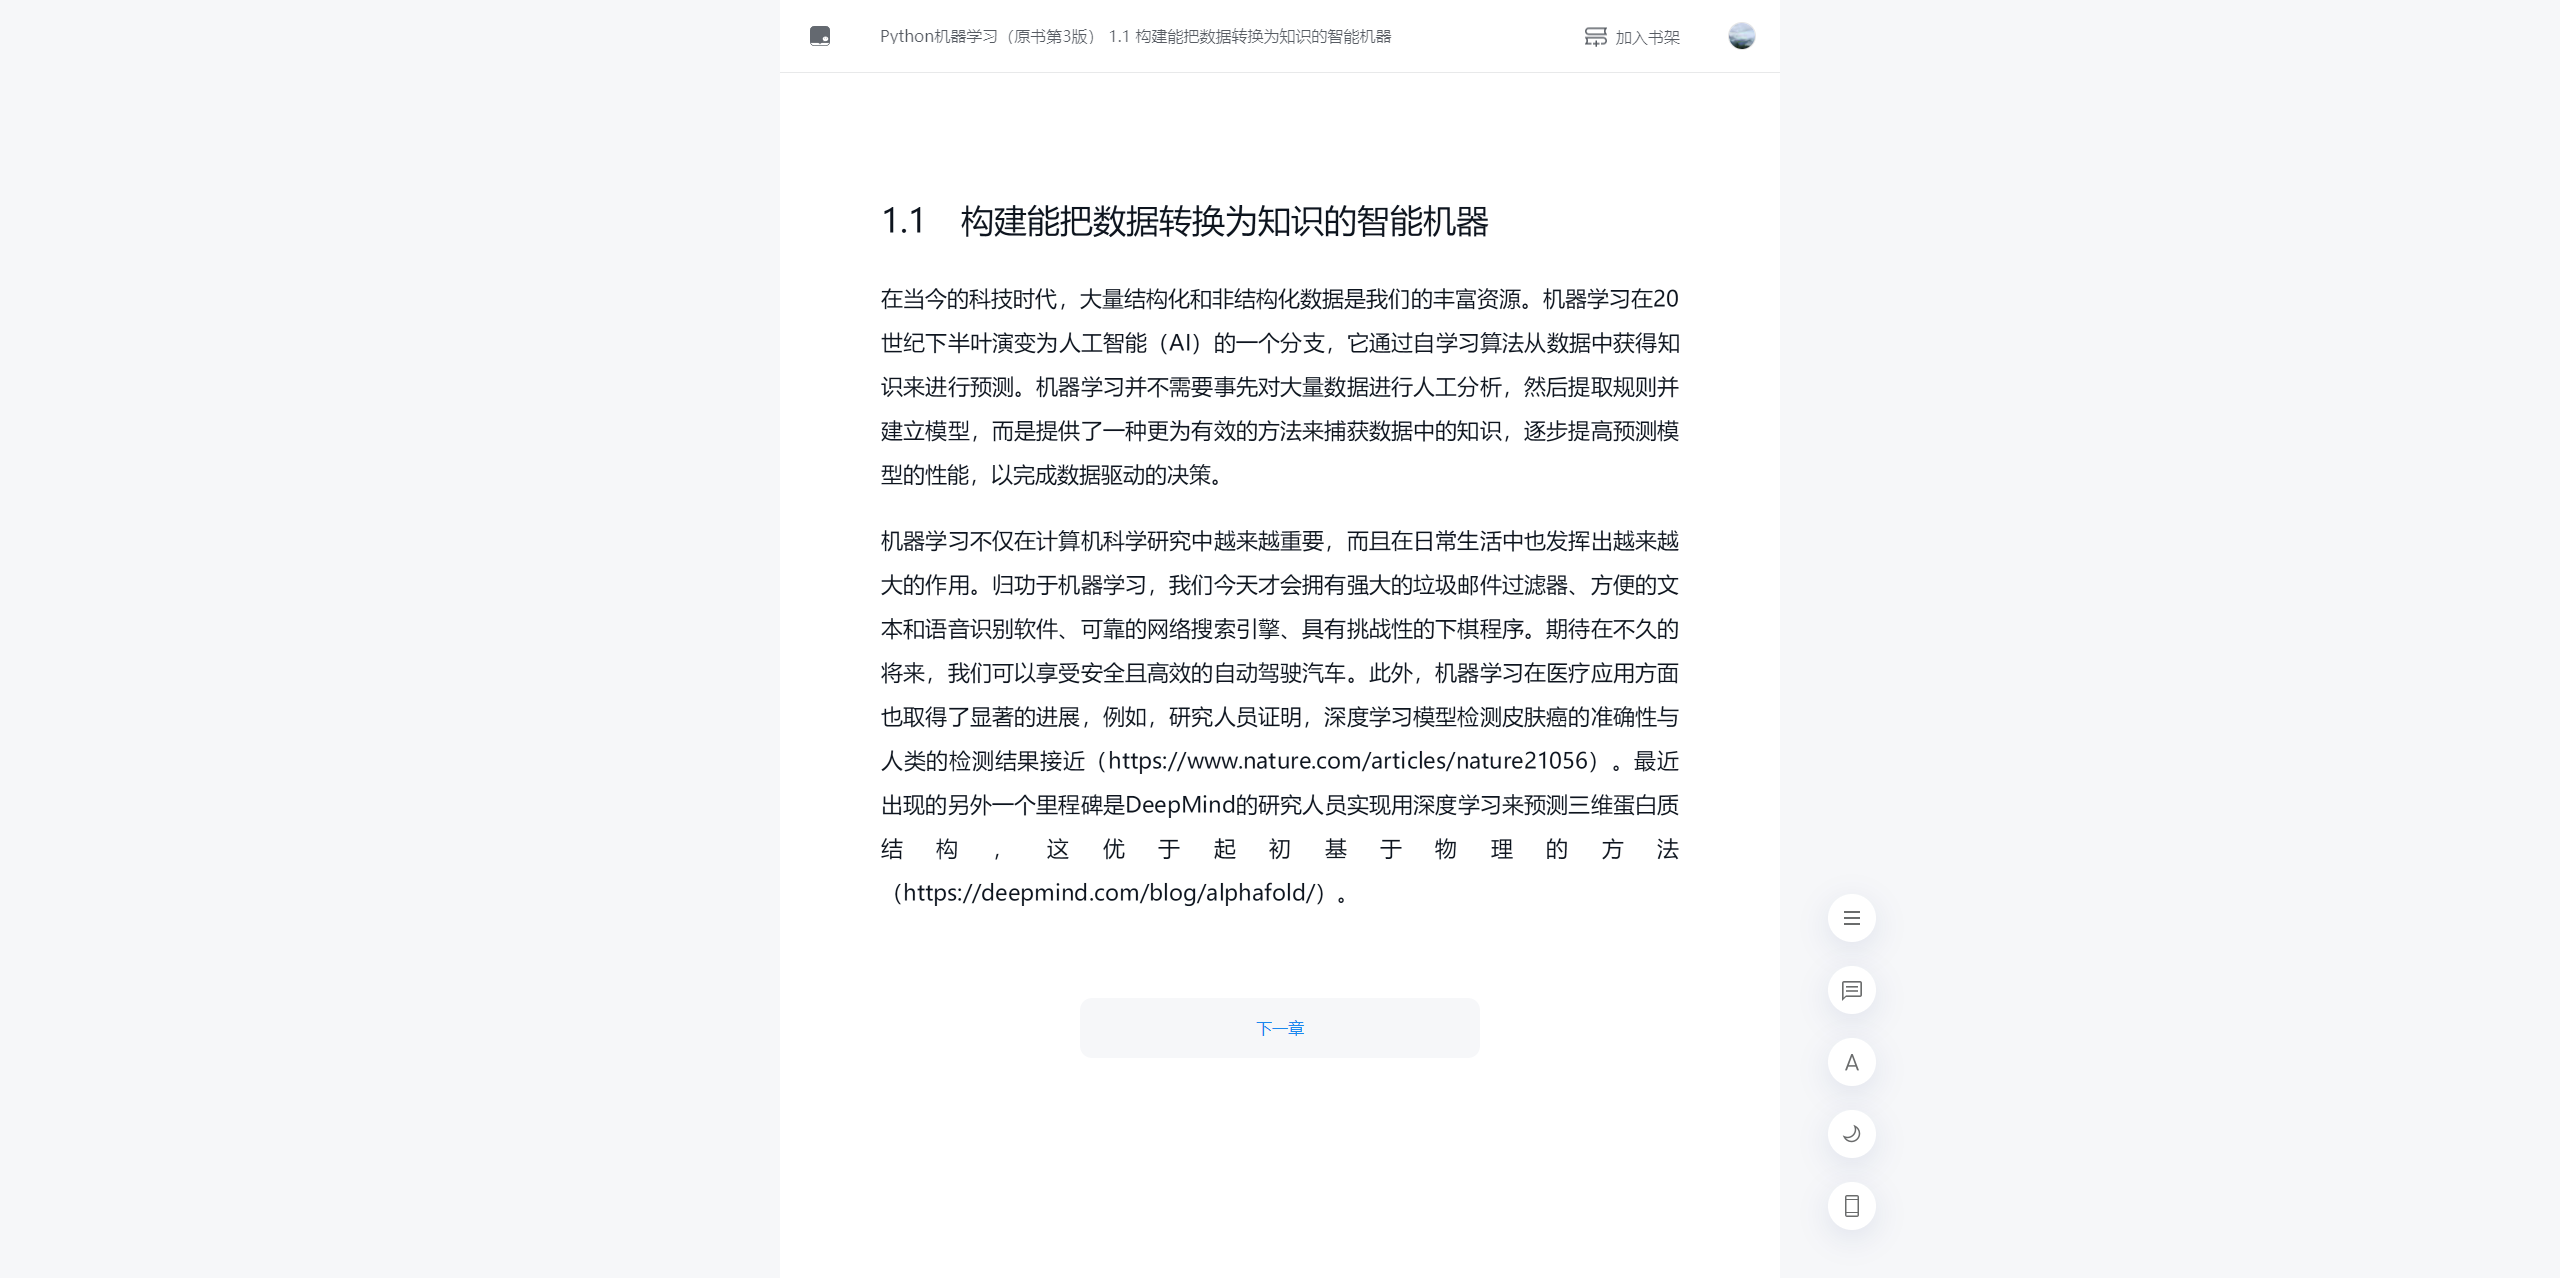 Python机器学习（原书第3版） 1.1 构建能把数据转换为知识的智能机器
加入书架
1.1 构建能把数据转换为知识的智能机器
在当今的科技时代，大量结构化和非结构化数据是我们的丰富资源。机器学习在20
世纪下半叶演变为人工智能（AI）的一个分支，它通过自学习算法从数据中获得知
识来进行预测。机器学习并不需要事先对大量数据进行人工分析，然后提取规则并
建立模型，而是提供了一种更为有效的方法来捕获数据中的知识，逐步提高预测模
型的性能，以完成数据驱动的决策。
机器学习不仅在计算机科学研究中越来越重要，而且在日常生活中也发挥出越来越
大的作用。归功于机器学习，我们今天才会拥有强大的垃圾邮件过滤器、方便的文
本和语音识别软件、可靠的网络搜索引擎、具有挑战性的下棋程序。期待在不久的
将来，我们可以享受安全且高效的自动驾驶汽车。此外，机器学习在医疗应用方面
也取得了显著的进展，例如，研究人员证明，深度学习模型检测皮肤癌的准确性与
人类的检测结果接近（https://www.nature.com/articles/nature21056）。最近
出现的另外一个里程碑是DeepMind的研究人员实现用深度学习来预测三维蛋白质
结构，这优于起初基于物理的方法
（https://deepmind.com/blog/alphafold/）。
下一章
A